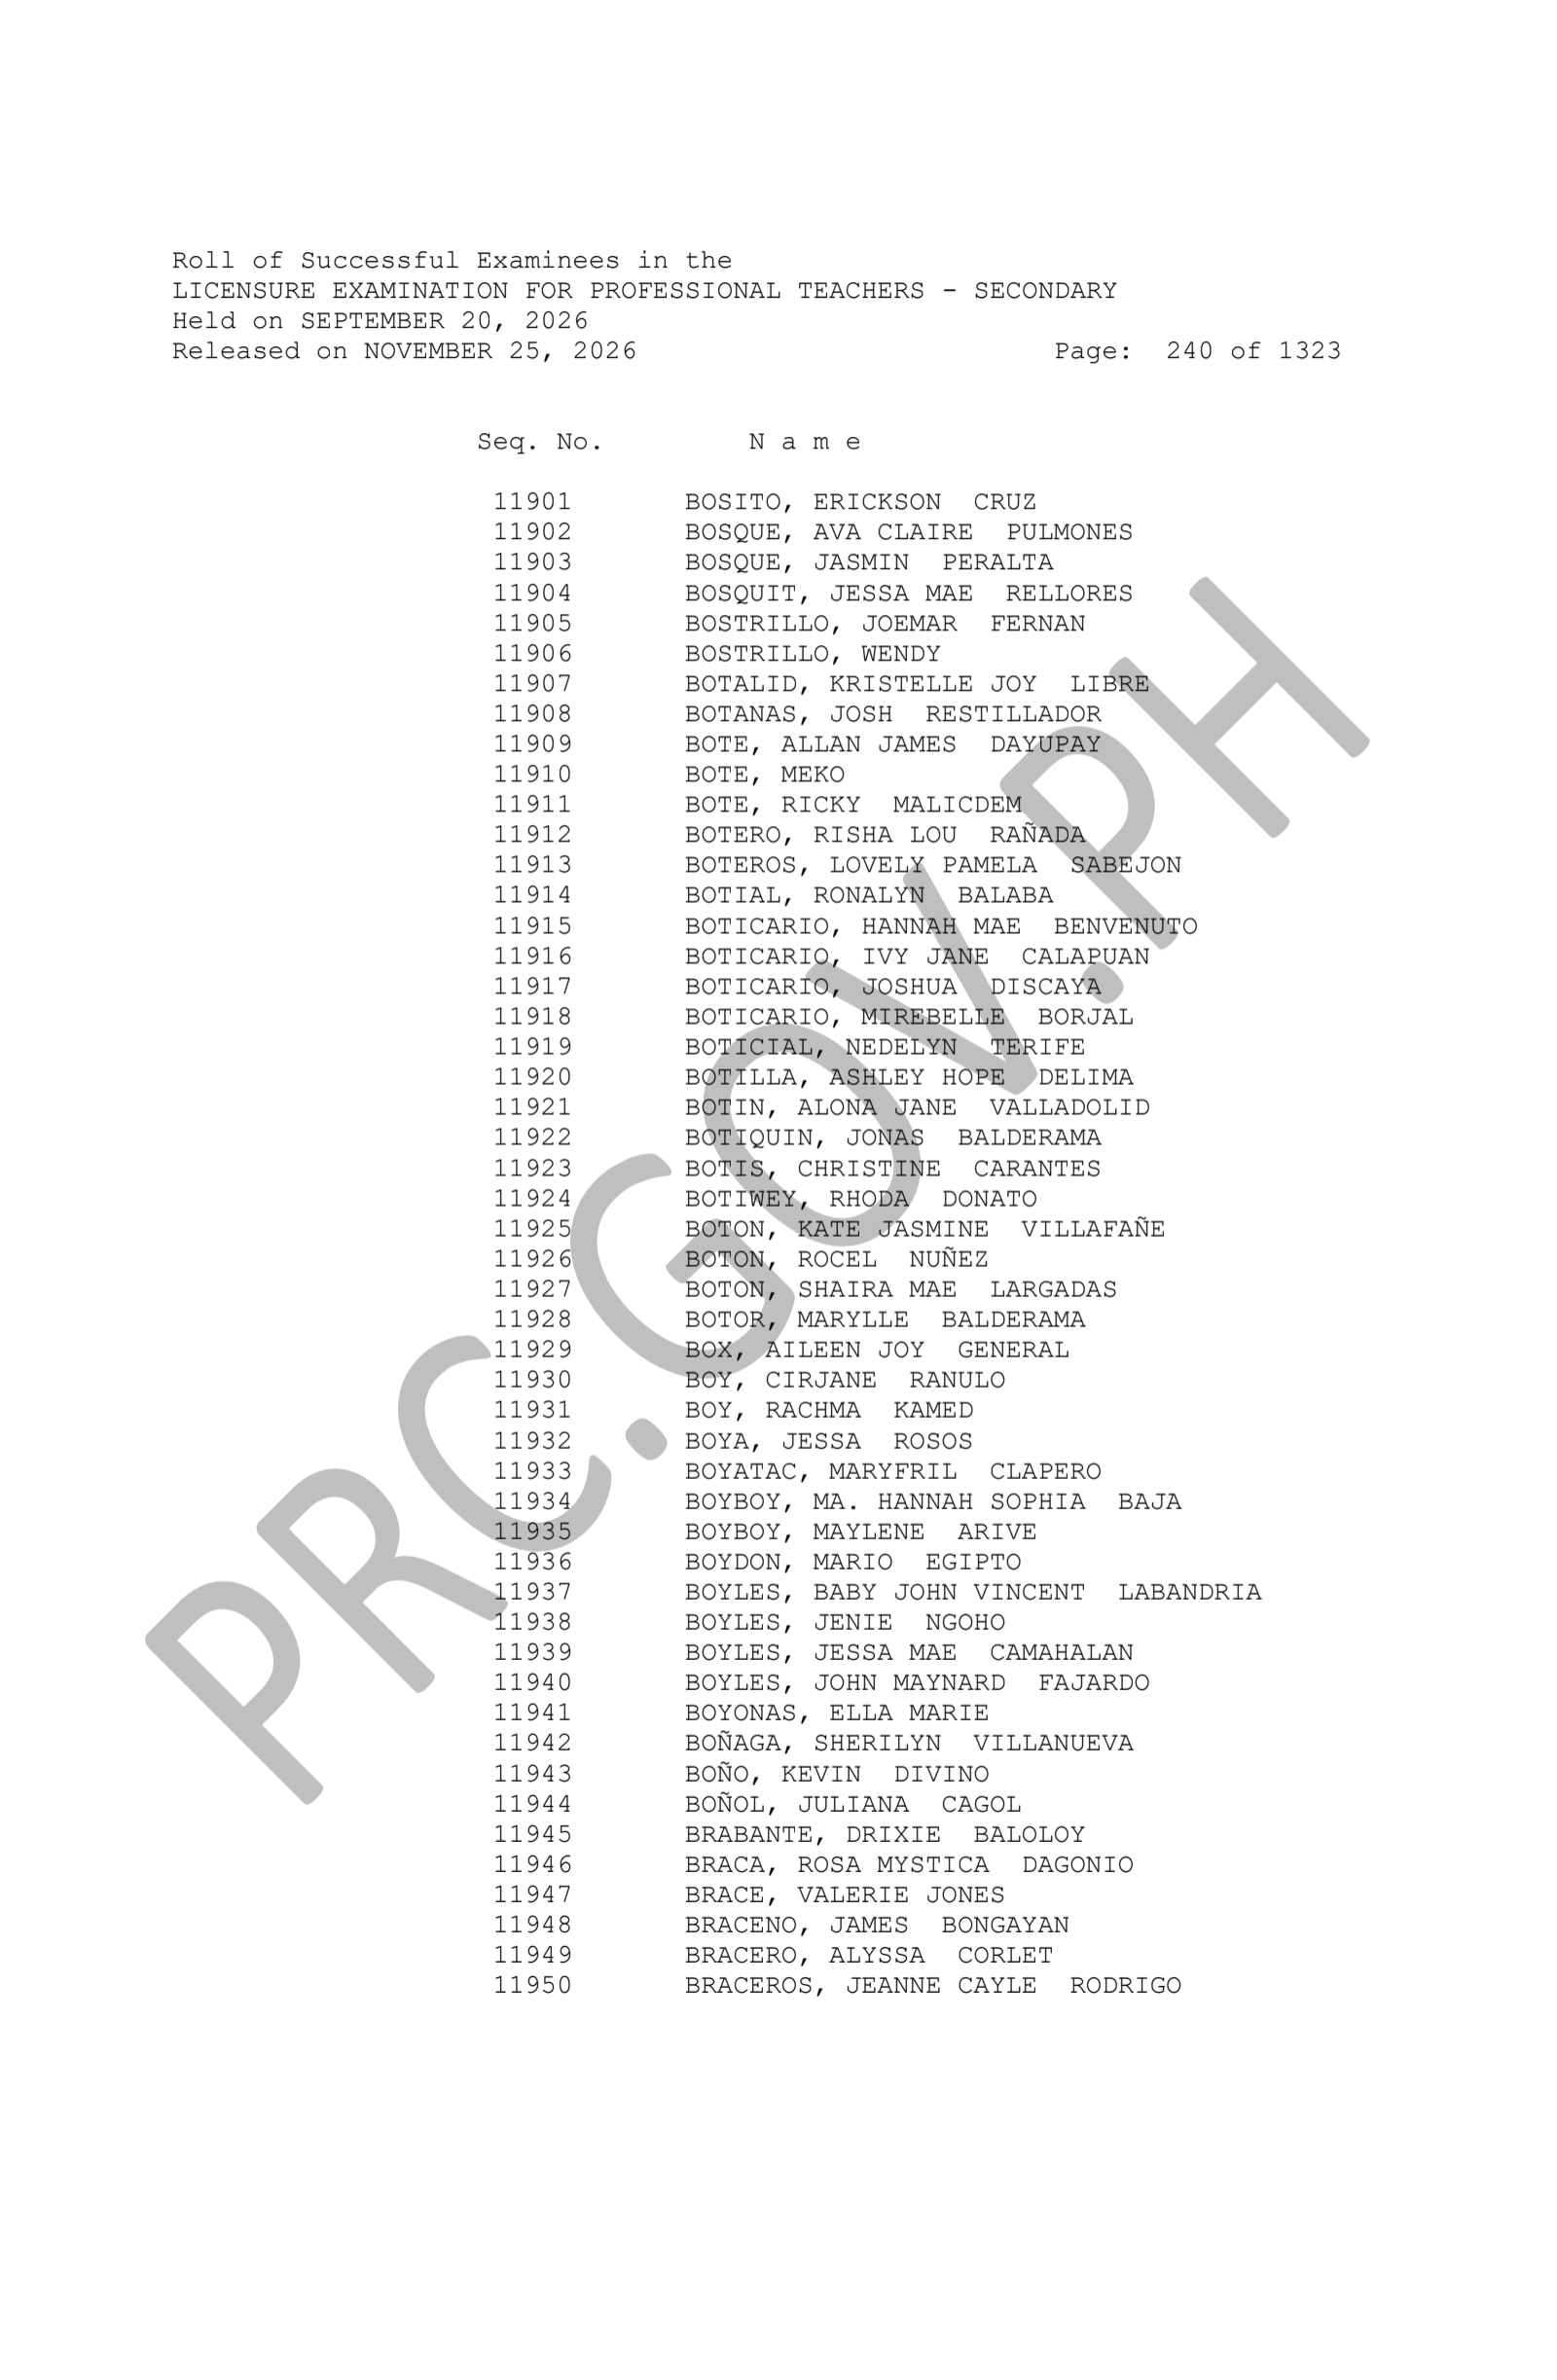 Roll of Successful Examinees in the
LICENSURE EXAMINATION FOR PROFESSIONAL TEACHERS - SECONDARY
Held on SEPTEMBER 20, 2026
Released on NOVEMBER 25, 2026 Page: 240 of 1323
Seq. No. N a m e
11901 BOSITO, ERICKSON CRUZ
11902 BOSQUE, AVA CLAIRE PULMONES
11903 BOSQUE, JASMIN PERALTA
11904 BOSQUIT, JESSA MAE RELLORES
11905 BOSTRILLO, JOEMAR FERNAN
11906 BOSTRILLO, WENDY
11907 BOTALID, KRISTELLE JOY LIBRE
11908 BOTANAS, JOSH RESTILLADOR
11909 BOTE, ALLAN JAMES DAYUPAY
11910 BOTE, MEKO
11911 BOTE, RICKY MALICDEM
11912 BOTERO, RISHA LOU RAÑADA
11913 BOTEROS, LOVELY PAMELA SABEJON
11914 BOTIAL, RONALYN BALABA
11915 BOTICARIO, HANNAH MAE BENVENUTO
11916 BOTICARIO, IVY JANE CALAPUAN
11917 BOTICARIO, JOSHUA DISCAYA
11918 BOTICARIO, MIREBELLE BORJAL
11919 BOTICIAL, NEDELYN TERIFE
11920 BOTILLA, ASHLEY HOPE DELIMA
11921 BOTIN, ALONA JANE VALLADOLID
11922 BOTIQUIN, JONAS BALDERAMA
11923 BOTIS, CHRISTINE CARANTES
11924 BOTIWEY, RHODA DONATO
11925 BOTON, KATE JASMINE VILLAFAÑE
11926 BOTON, ROCEL NUÑEZ
11927 BOTON, SHAIRA MAE LARGADAS
11928 BOTOR, MARYLLE BALDERAMA
11929 BOX, AILEEN JOY GENERAL
11930 BOY, CIRJANE RANULO
11931 BOY, RACHMA KAMED
11932 BOYA, JESSA ROSOS
11933 BOYATAC, MARYFRIL CLAPERO
11934 BOYBOY, MA. HANNAH SOPHIA BAJA
11935 BOYBOY, MAYLENE ARIVE
11936 BOYDON, MARIO EGIPTO
11937 BOYLES, BABY JOHN VINCENT LABANDRIA
11938 BOYLES, JENIE NGOHO
11939 BOYLES, JESSA MAE CAMAHALAN
11940 BOYLES, JOHN MAYNARD FAJARDO
11941 BOYONAS, ELLA MARIE
11942 BOÑAGA, SHERILYN VILLANUEVA
11943 BOÑO, KEVIN DIVINO
11944 BOÑOL, JULIANA CAGOL
11945 BRABANTE, DRIXIE BALOLOY
11946 BRACA, ROSA MYSTICA DAGONIO
11947 BRACE, VALERIE JONES
11948 BRACENO, JAMES BONGAYAN
11949 BRACERO, ALYSSA CORLET
11950 BRACEROS, JEANNE CAYLE RODRIGO
PRC.GOV.PH